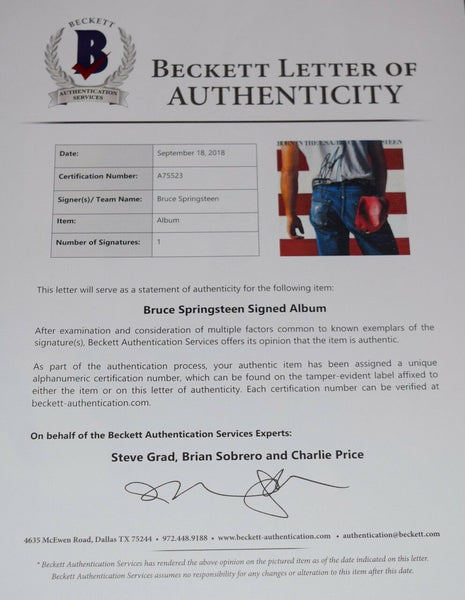 BECKETT
B
AUTHENTICATION
SERVICES
BECKETT LETTER OF
AUTHENTICITY
Date: September 18, 2018
Certification Number: A75523
Signer(s)/ Team Name: Bruce Springsteen
Item: Album
Number of Signatures: 1
BORN IN THE U.S.A./BRUCE SPRINGSTEEN
This letter will serve as a statement of authenticity for the following item:
Bruce Springsteen Signed Album
After examination and consideration of multiple factors common to known exemplars of the
signature(s), Beckett Authentication Services offers its opinion that the item is authentic.
As part of the authentication process, your authentic item has been assigned a unique
alphanumeric certification number, which can be found on the tamper-evident label affixed to
either the item or on this letter of authenticity. Each certification number can be verified at
beckett-authentication.com.
On behalf of the Beckett Authentication Services Experts:
Steve Grad, Brian Sobrero and Charlie Price
4635 McEwen Road, Dallas TX 75244 • 972.448.9188 • www.beckett-authentication.com • authentication@beckett.com
* Beckett Authentication Services has rendered the above opinion on the pictured item as of the date indicated on this letter.
Beckett Authentication Services assumes no responsibility for any changes or alteration to this item after this date.